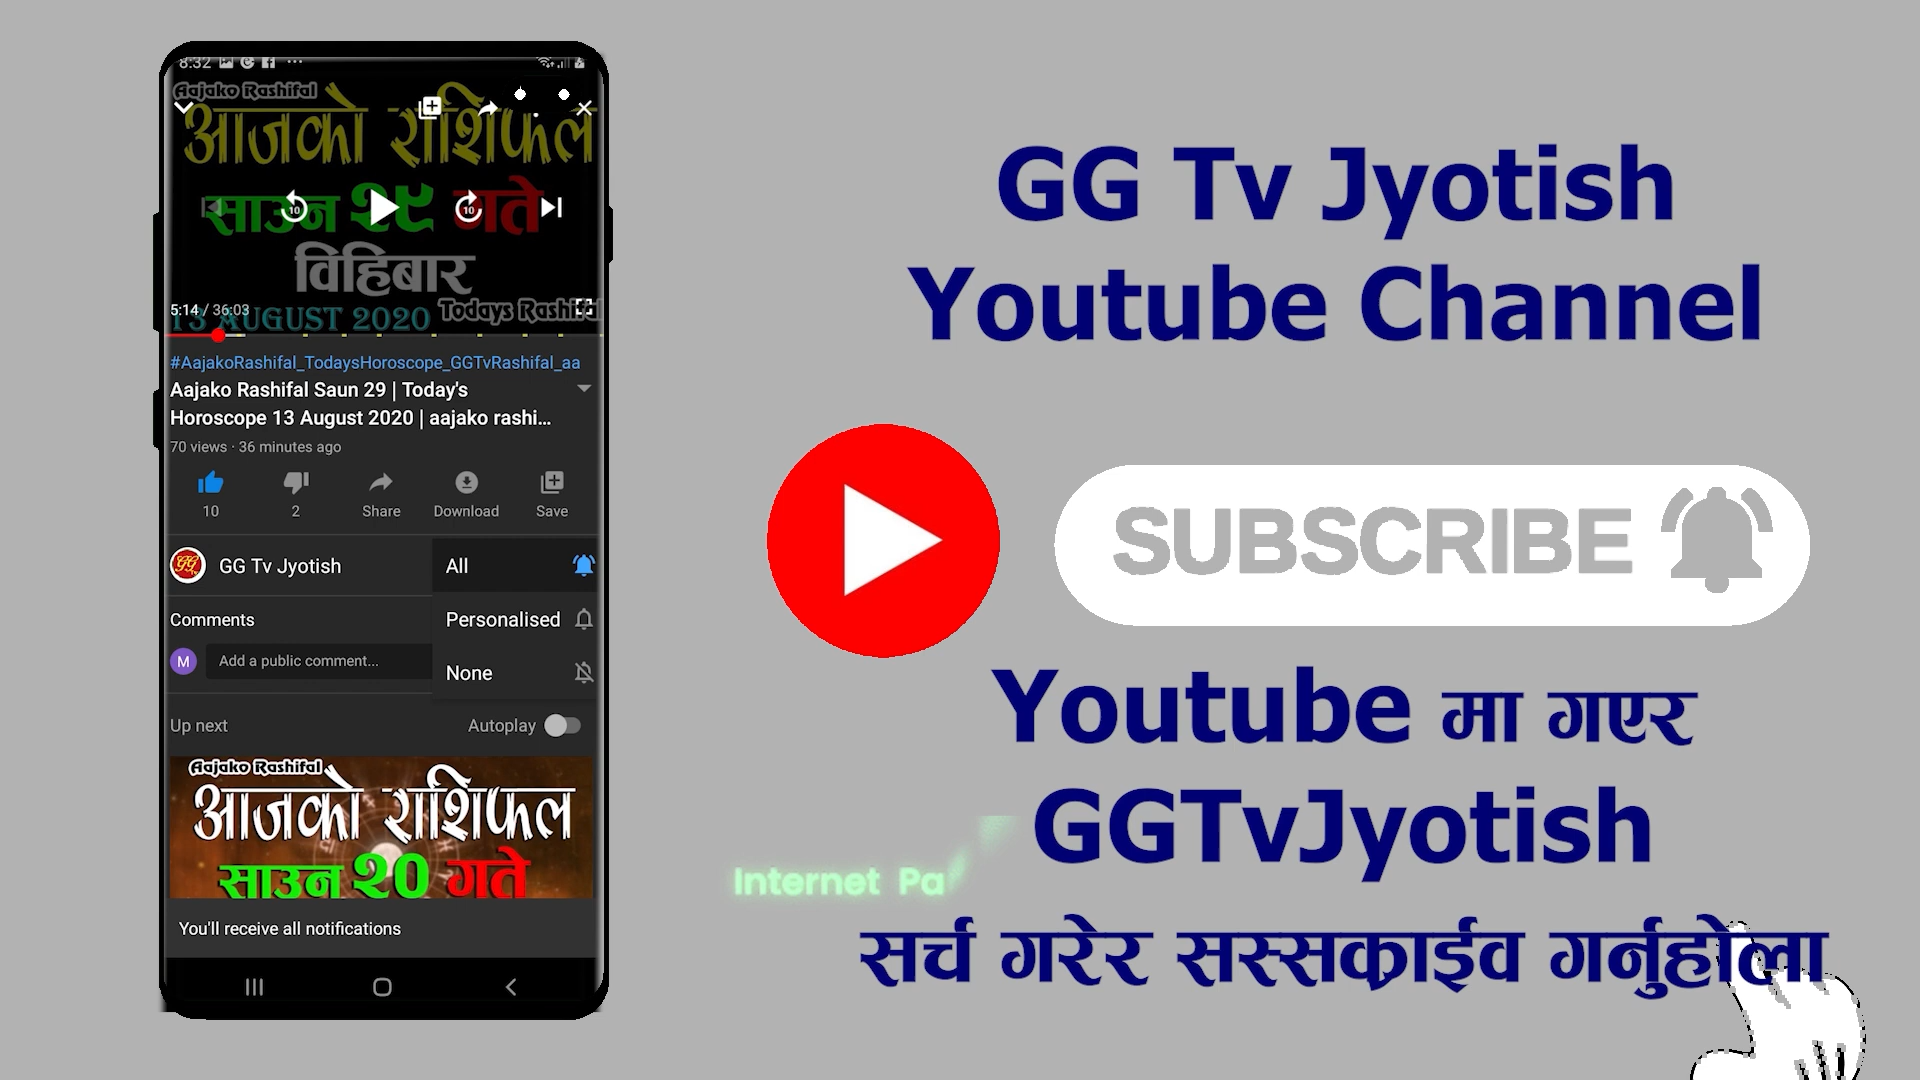 8:32
Aajako Rashifal
आजको राशिफल
साउन २९ गते
10
10
विहिबार
5:14 / 36:03
13 AUGUST 2020
Todays Rashifal
#AajakoRashifal_TodaysHoroscope_GGTvRashifal_aa
Aajako Rashifal Saun 29 | Today's
Horoscope 13 August 2020 | aajako rashi...
70 views · 36 minutes ago
10
2
Share
Download
Save
GG Tv Jyotish
All
Comments
Personalised
M
Add a public comment...
None
Up next
Autoplay
Aajako Rashifal
आजको राशिफल
साउन २० गते
You'll receive all notifications
GG Tv Jyotish
Youtube Channel
SUBSCRIBE
Youtube मा गएर
GGTvJyotish
Internet Pa
सर्च गरेर सस्सक्राईव गर्नुहोला